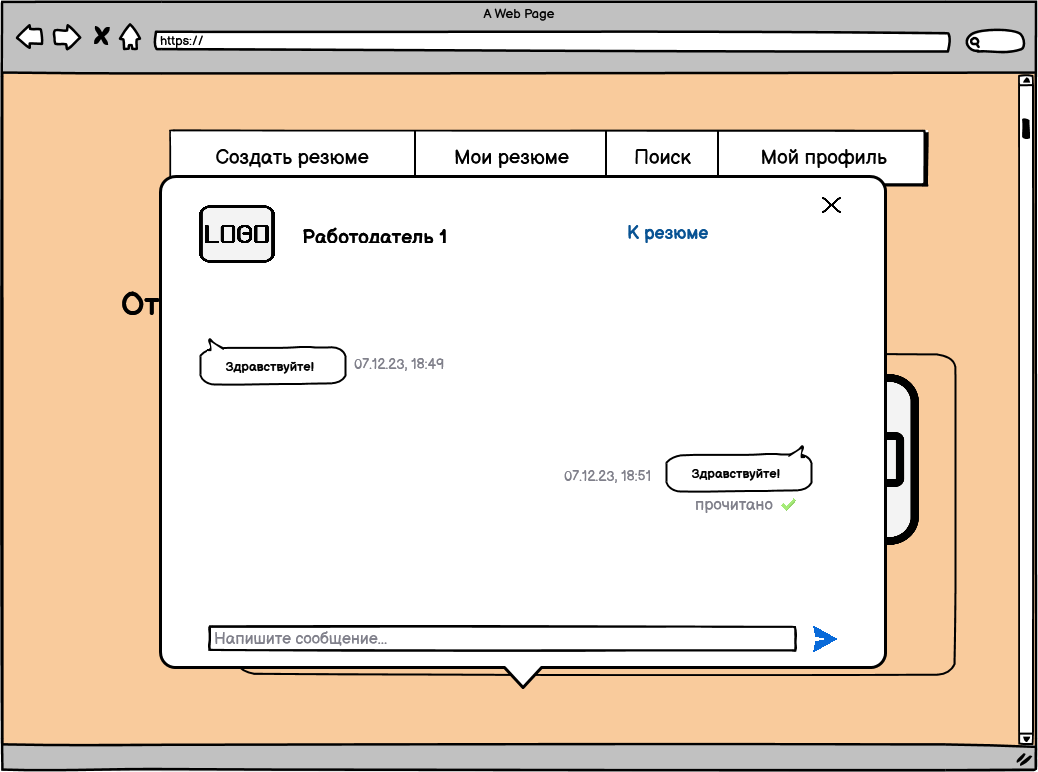 A Web Page
https://
Создать резюме
Мои резюме
Поиск
Мой профиль
LOGO
Работодатель 1
К резюме
От
Здравствуйте!
07.12.23, 18:49
07.12.23, 18:51
Здравствуйте!
прочитано
Напишите сообщение...